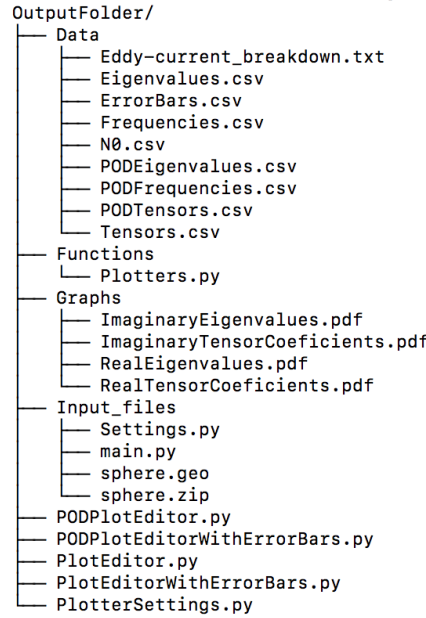 OutputFolder/
├── Data
│   ├── Eddy-current_breakdown.txt
│   ├── Eigenvalues.csv
│   ├── ErrorBars.csv
│   ├── Frequencies.csv
│   ├── N0.csv
│   ├── PODEigenvalues.csv
│   ├── PODFrequencies.csv
│   ├── PODTensors.csv
│   └── Tensors.csv
├── Functions
│   └── Plotters.py
├── Graphs
│   ├── ImaginaryEigenvalues.pdf
│   ├── ImaginaryTensorCoeficients.pdf
│   ├── RealEigenvalues.pdf
│   └── RealTensorCoeficients.pdf
├── Input_files
│   ├── Settings.py
│   ├── main.py
│   ├── sphere.geo
│   └── sphere.zip
├── PODPlotEditor.py
├── PODPlotEditorWithErrorBars.py
├── PlotEditor.py
├── PlotEditorWithErrorBars.py
└── PlotterSettings.py